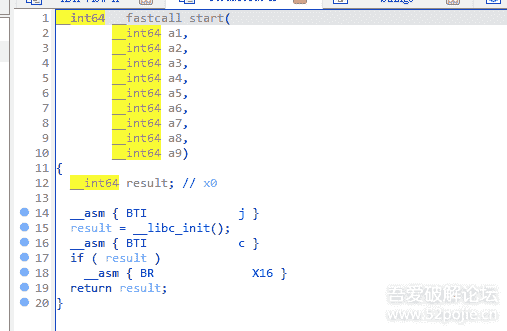 1 __int64 __fastcall start(
2 __int64 a1,
3 __int64 a2,
4 __int64 a3,
5 __int64 a4,
6 __int64 a5,
7 __int64 a6,
8 __int64 a7,
9 __int64 a8,
10 __int64 a9)
11 {
12 __int64 result; // x0
13
14 __asm { BTI j }
15 result = __libc_init();
16 __asm { BTI c }
17 if ( result )
18 __asm { BR X16 }
19 return result;
20 }
吾爱破解论坛
www.52pojie.cn